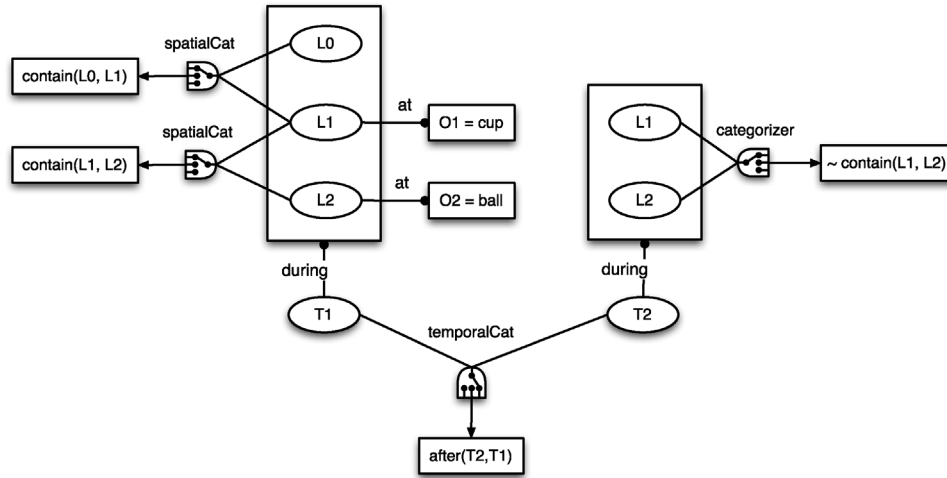 spatialCat
L0
contain(L0, L1)
at
L1
O1 = cup
L1
categorizer
spatialCat
contain(L1, L2)
~ contain(L1, L2)
at
L2
O2 = ball
L2
during
during
T1
T2
temporalCat
after(T2,T1)